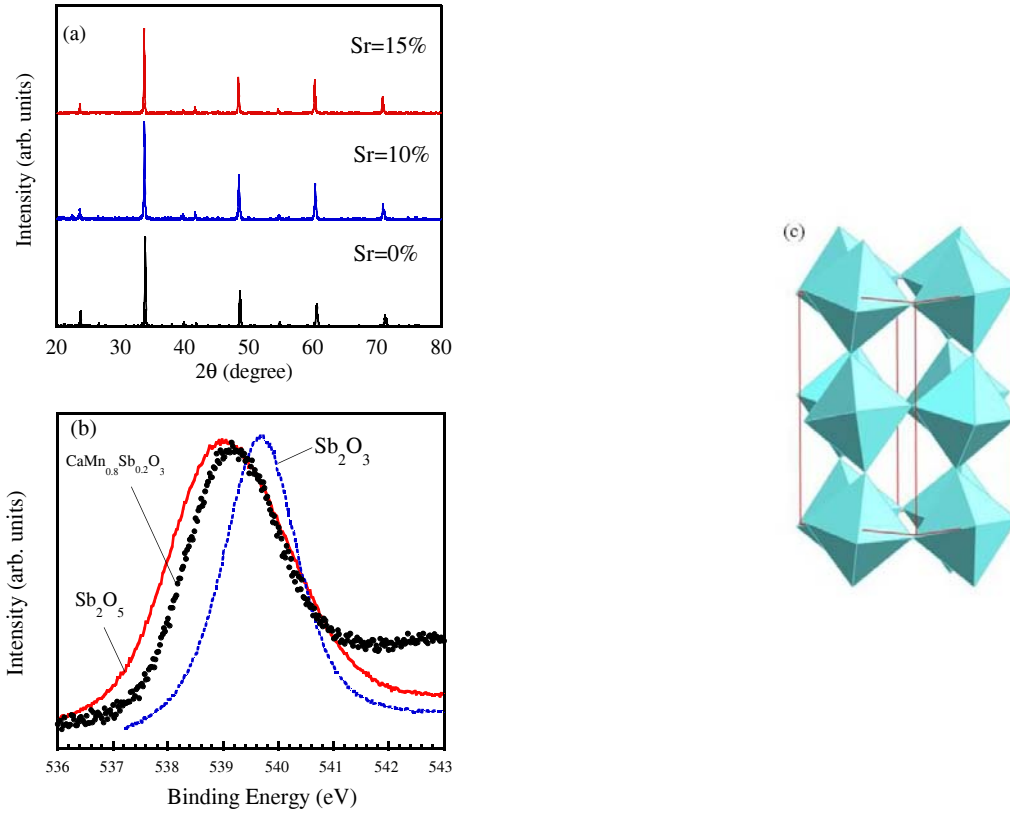 (a)
Sr=15%
Sr=10%
Sr=0%
Intensity (arb. units)
20 30 40 50 60 70 80
2θ (degree)
(b)
CaMn0.8Sb0.2O3
Sb2O3
Sb2O5
Intensity (arb. units)
536 537 538 539 540 541 542 543
Binding Energy (eV)
(c)